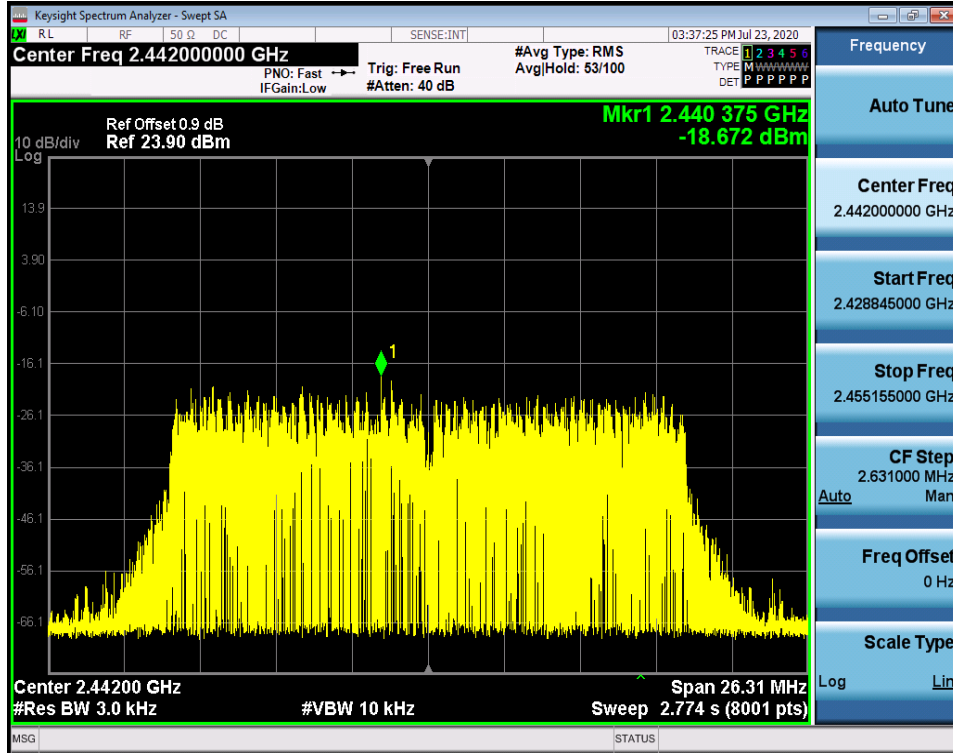 Keysight Spectrum Analyzer - Swept SA
LXI RL RF 50 Ω DC SENSE:INT 03:37:25 PM Jul 23, 2020
Center Freq 2.442000000 GHz
PNO: Fast
IFGain:Low
Trig: Free Run
#Atten: 40 dB
#Avg Type: RMS
Avg|Hold: 53/100
TRACE 1 2 3 4 5 6
TYPE M W W W W W
DET P P P P P P
Mkr1 2.440 375 GHz
-18.672 dBm
Ref Offset 0.9 dB
10 dB/div Ref 23.90 dBm
Log
13.9
3.90
-6.10
-16.1
-26.1
-36.1
-46.1
-56.1
-66.1
1
Center 2.44200 GHz Span 26.31 MHz
#Res BW 3.0 kHz #VBW 10 kHz Sweep 2.774 s (8001 pts)
MSG STATUS
Frequency
Auto Tune
Center Freq
2.442000000 GHz
Start Freq
2.428845000 GHz
Stop Freq
2.455155000 GHz
CF Step
2.631000 MHz
Auto Man
Freq Offset
0 Hz
Scale Type
Log Lin